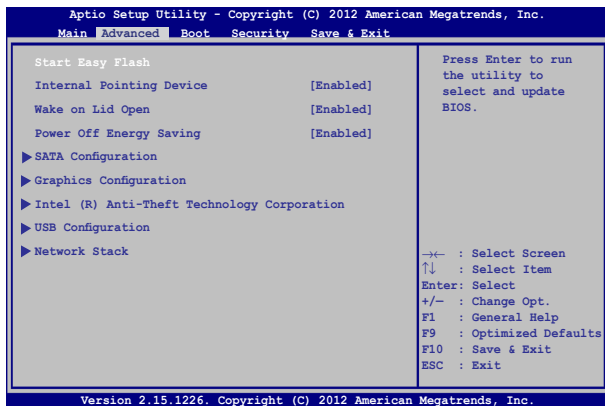 Aptio Setup Utility - Copyright (C) 2012 American Megatrends, Inc.
Main Advanced Boot Security Save & Exit
Start Easy Flash
Internal Pointing Device [Enabled]
Wake on Lid Open [Enabled]
Power Off Energy Saving [Enabled]
▶ SATA Configuration
▶ Graphics Configuration
▶ Intel (R) Anti-Theft Technology Corporation
▶ USB Configuration
▶ Network Stack
Press Enter to run
the utility to
select and update
BIOS.
→← : Select Screen
↑↓ : Select Item
Enter: Select
+/— : Change Opt.
F1 : General Help
F9 : Optimized Defaults
F10 : Save & Exit
ESC : Exit
Version 2.15.1226. Copyright (C) 2012 American Megatrends, Inc.